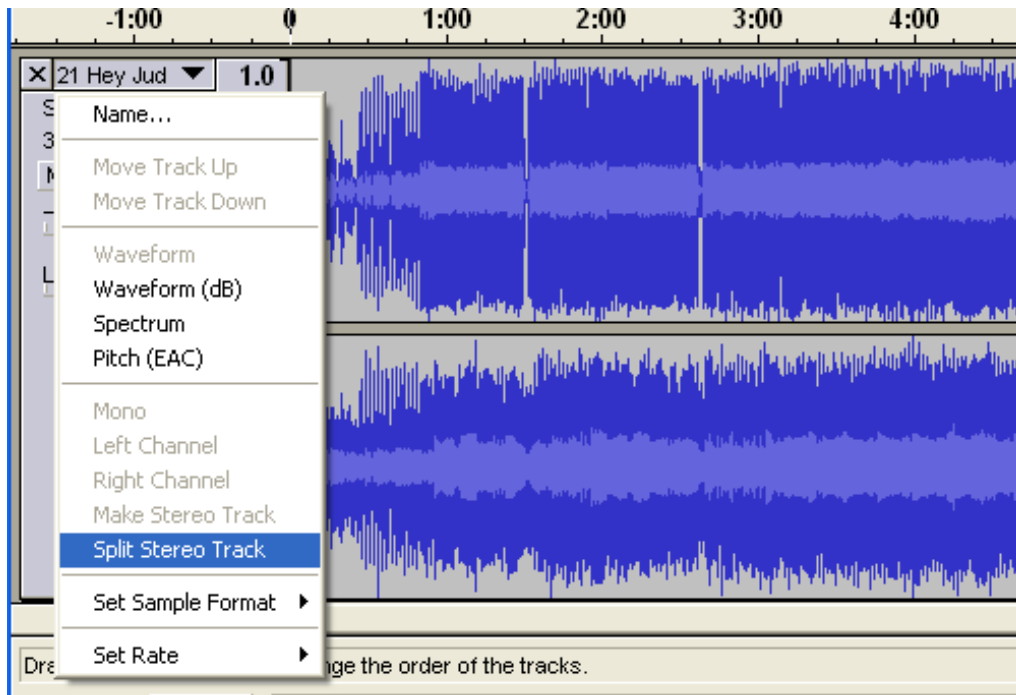 -1:00 0 1:00 2:00 3:00 4:00
21 Hey Jud 1.0
S
3
Name...
Move Track Up
Move Track Down
Waveform
Waveform (dB)
L
Spectrum
Pitch (EAC)
Mono
Left Channel
Right Channel
Make Stereo Track
Split Stereo Track
Set Sample Format
Set Rate
Dra nge the order of the tracks.